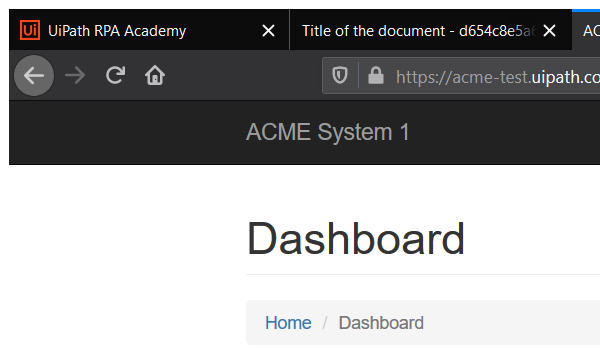 Ui UiPath RPA Academy Title of the document - d654c8e5a6 AC
https://acme-test.uipath.co
ACME System 1
Dashboard
Home / Dashboard